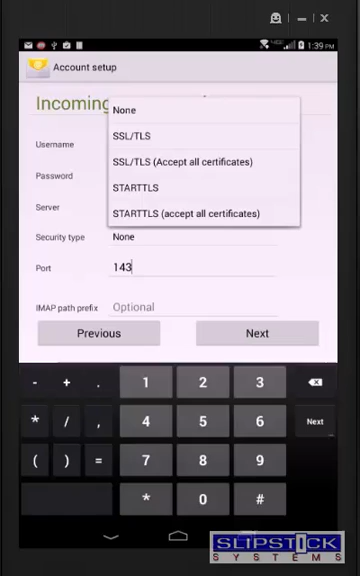 1:39 PM
Account setup
Incoming
None
SSL/TLS
SSL/TLS (Accept all certificates)
STARTTLS
STARTTLS (accept all certificates)
Username
Password
Server
Security type None
Port 143
IMAP path prefix Optional
Previous Next
- + . 1 2 3
* / , 4 5 6 Next
( ) = 7 8 9
* 0 #
SLIPSTICK
SYSTEMS